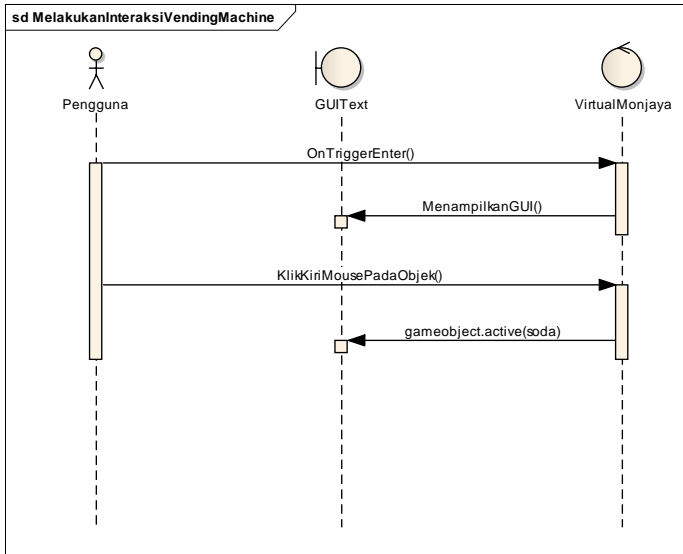 sd MelakukanInteraksiVendingMachine
Pengguna
GUIText
VirtualMonjaya
OnTriggerEnter()
MenampilkanGUI()
KlikKiriMousePadaObjek()
gameobject.active(soda)